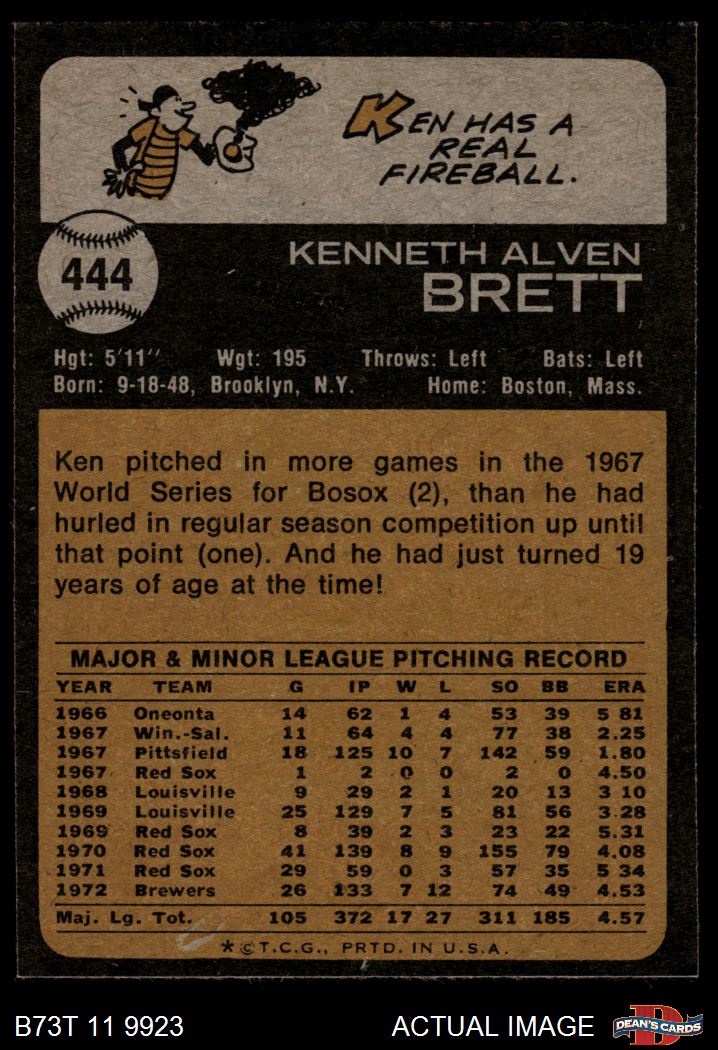 KEN HAS A
REAL
FIREBALL.
444
KENNETH ALVEN
BRETT
Hgt: 5'11" Wgt: 195 Throws: Left Bats: Left
Born: 9-18-48, Brooklyn, N.Y. Home: Boston, Mass.
Ken pitched in more games in the 1967
World Series for Bosox (2), than he had
hurled in regular season competition up until
that point (one). And he had just turned 19
years of age at the time!
MAJOR & MINOR LEAGUE PITCHING RECORD
YEAR TEAM G IP W L SO BB ERA
1966 Oneonta 14 62 1 4 53 39 5 81
1967 Win.-Sal. 11 64 4 4 77 38 2.25
1967 Pittsfield 18 125 10 7 142 59 1.80
1967 Red Sox 1 2 0 0 2 0 4.50
1968 Louisville 9 29 2 1 20 13 3 10
1969 Louisville 25 129 7 5 81 56 3.28
1969 Red Sox 8 39 2 3 23 22 5.31
1970 Red Sox 41 139 8 9 155 79 4.08
1971 Red Sox 29 59 0 3 57 35 5 34
1972 Brewers 26 133 7 12 74 49 4.53
Maj. Lg. Tot. 105 372 17 27 311 185 4.57
*©T.C.G., PRTD. IN U.S.A.
B73T 11 9923 ACTUAL IMAGE DEAN'S CARDS